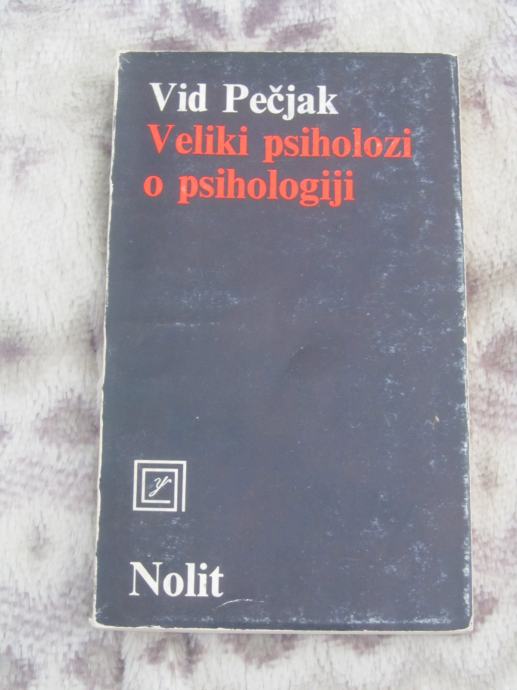 Vid Pečjak
Veliki psiholozi
o psihologiji
Nolit